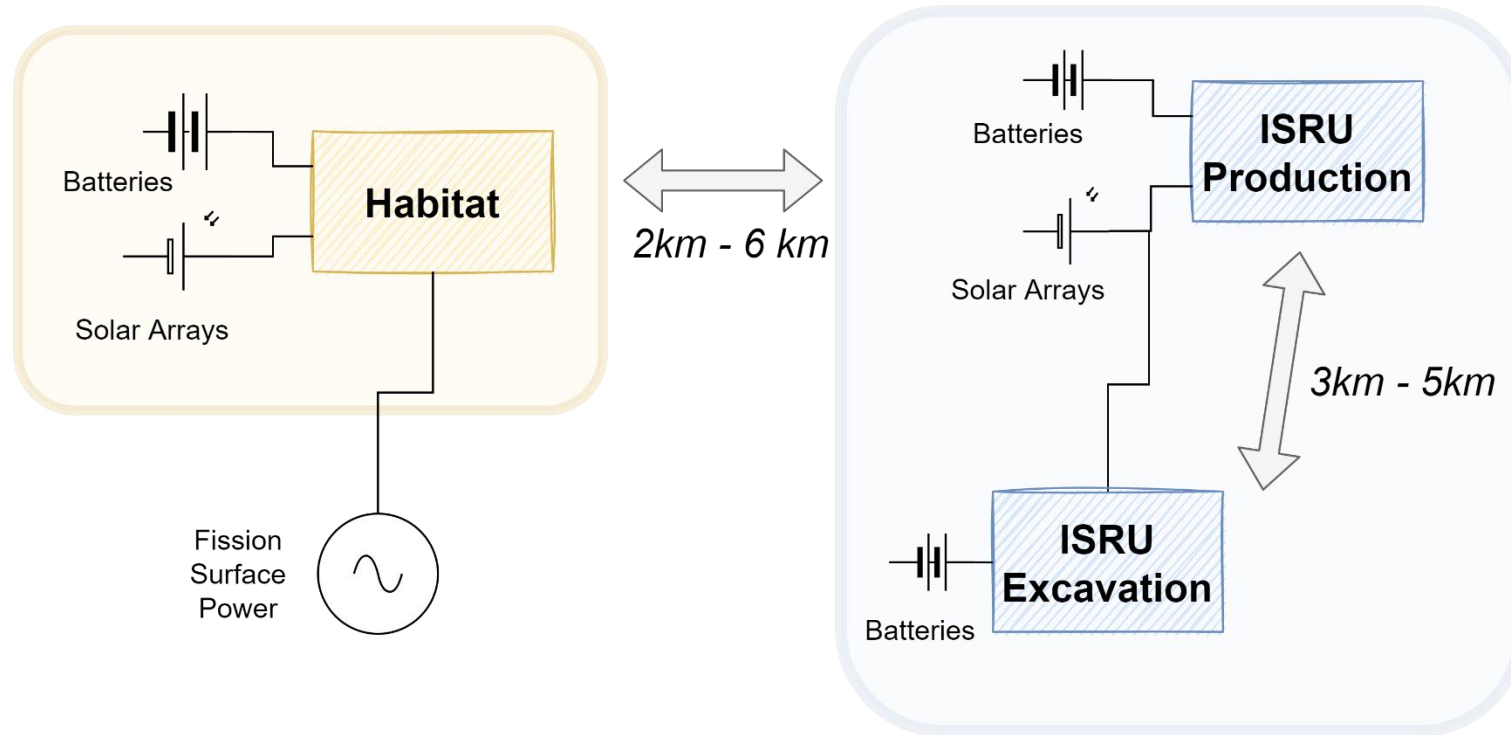 Batteries
Habitat
Solar Arrays
Fission
Surface
Power
2km - 6 km
Batteries
ISRU
Production
Solar Arrays
3km - 5km
ISRU
Excavation
Batteries